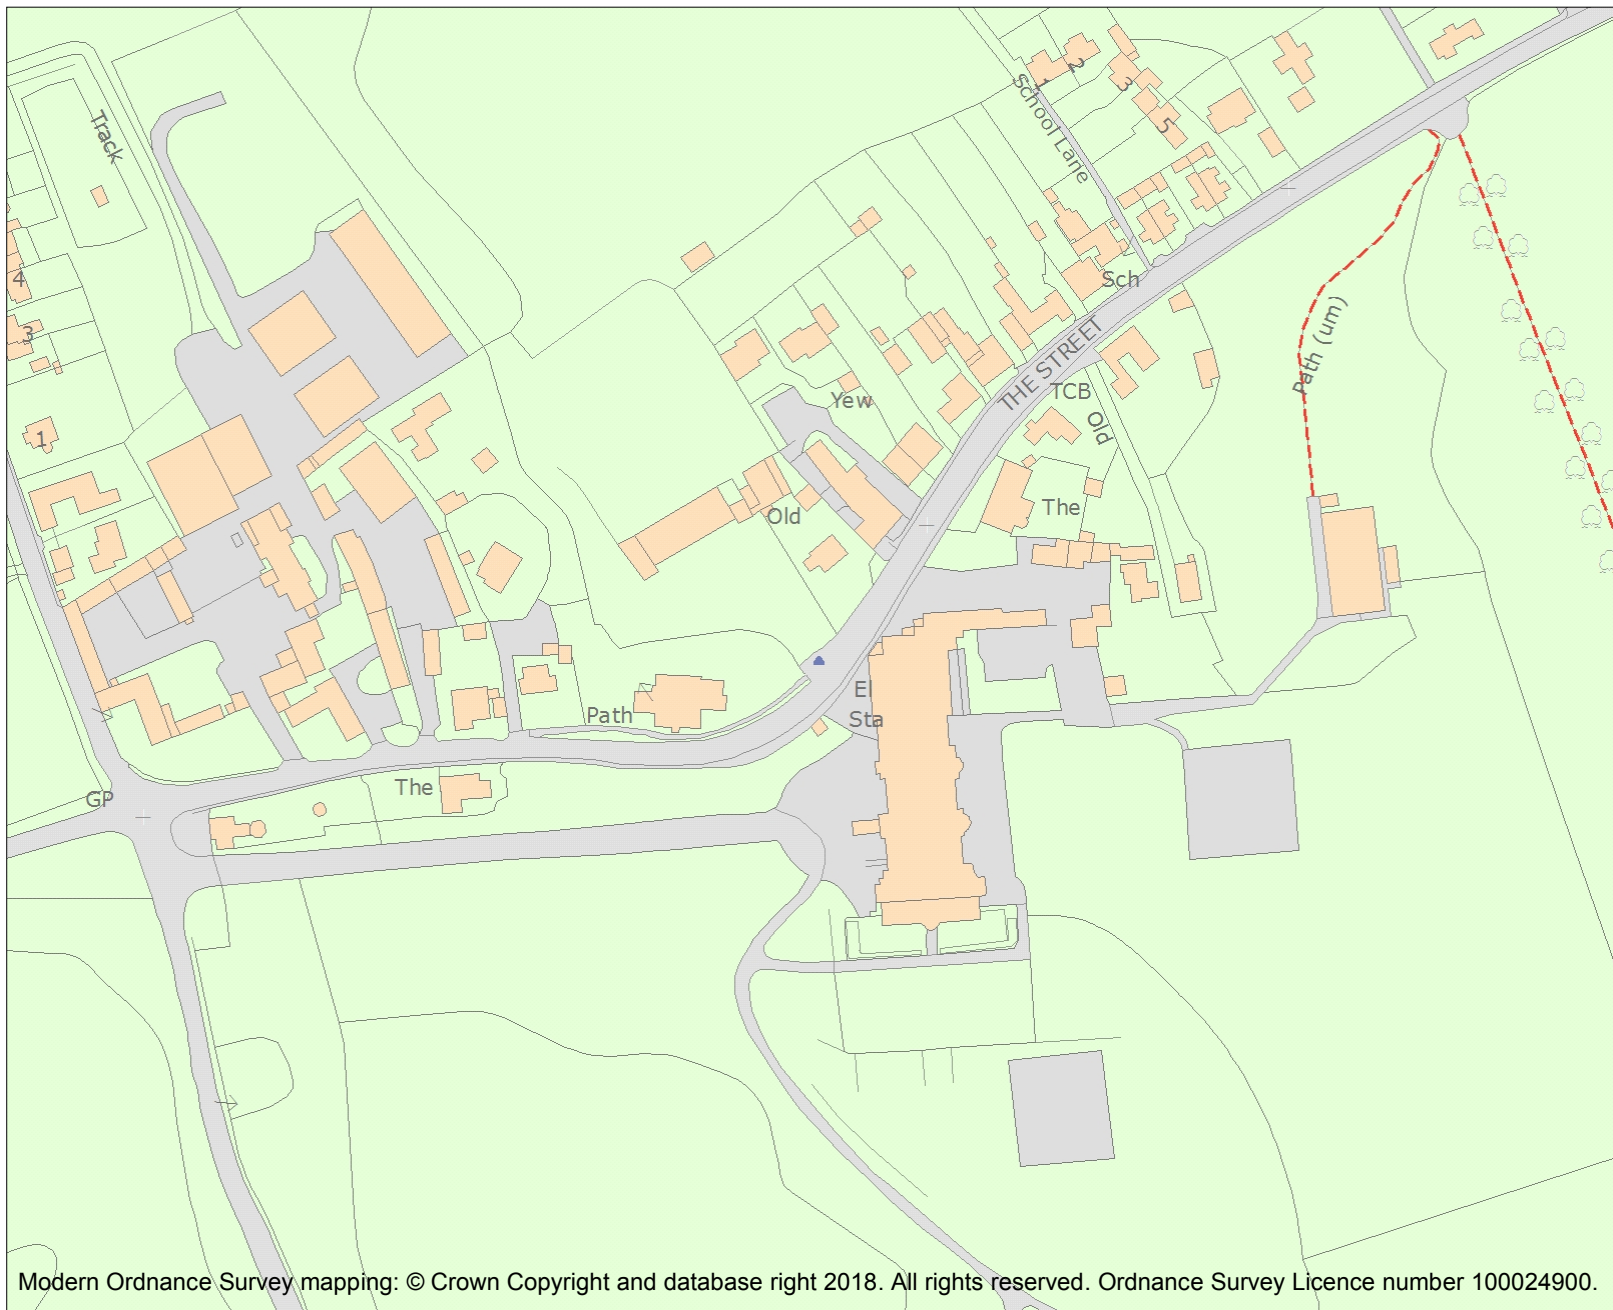 Track
School Lane
1
2
3
5
4
3
1
Sch
THE STREET
Path (um)
Yew
TCB
Old
Old
The
El
Sta
Path
The
GP
Modern Ordnance Survey mapping: © Crown Copyright and database right 2018. All rights reserved. Ordnance Survey Licence number 100024900.